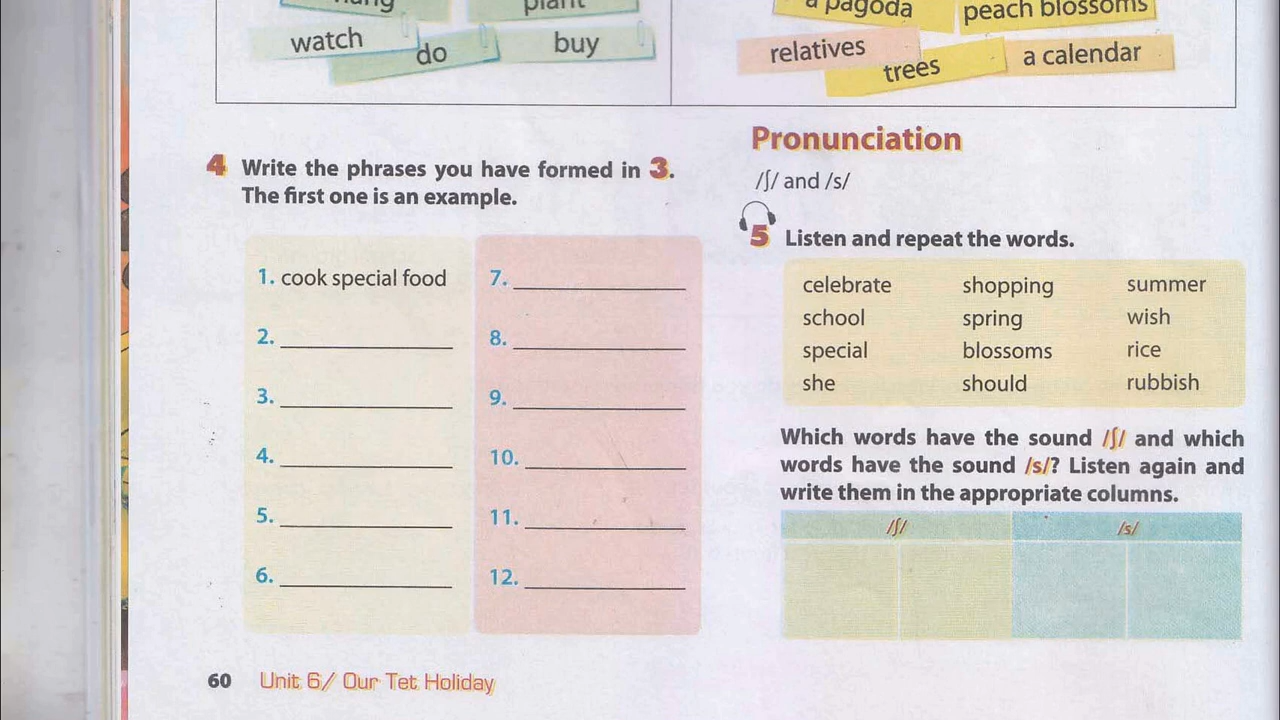 hang
plant
watch
do
buy
a pagoda
peach blossoms
relatives
trees
a calendar
4 Write the phrases you have formed in 3.
The first one is an example.
1. cook special food
2.
3.
4.
5.
6.
7.
8.
9.
10.
11.
12.
Pronunciation
/ʃ/ and /s/
5 Listen and repeat the words.
celebrate shopping summer
school spring wish
special blossoms rice
she should rubbish
Which words have the sound /ʃ/ and which
words have the sound /s/? Listen again and
write them in the appropriate columns.
/ʃ/ /s/
60 Unit 6/ Our Tet Holiday